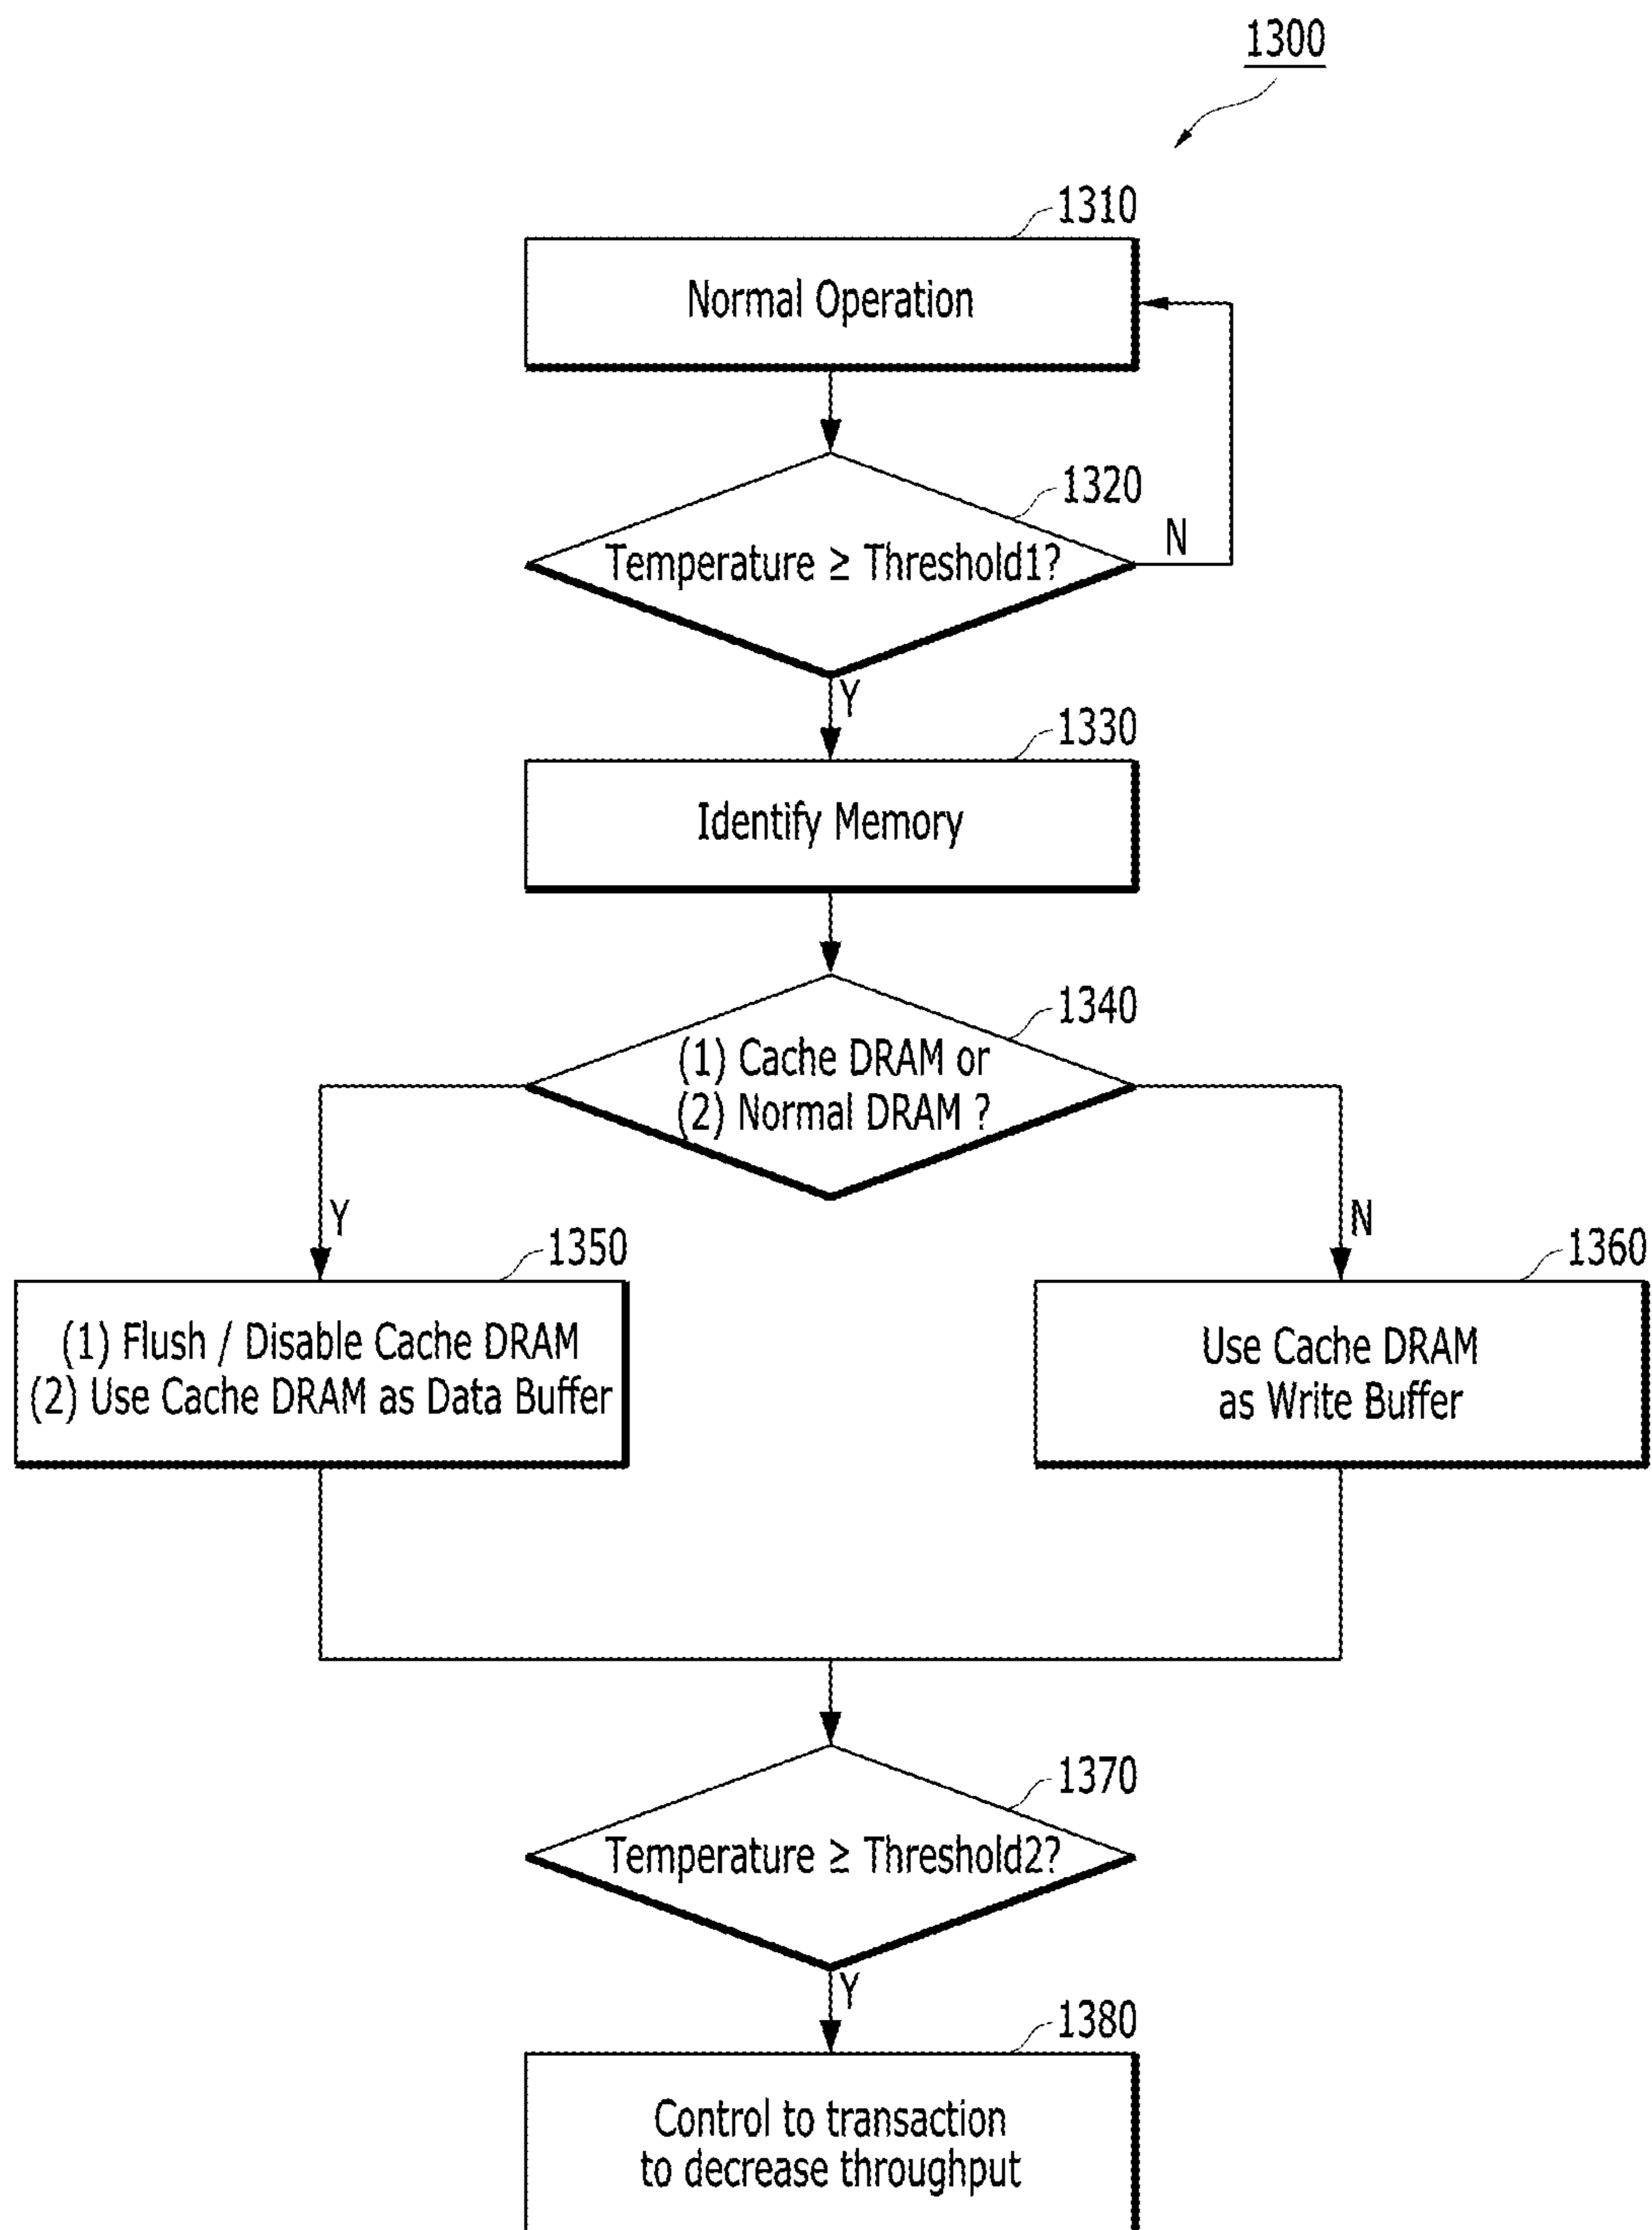 1300
1310
Normal Operation
1320
Temperature ≥ Threshold1?
N
Y
1330
Identify Memory
1340
(1) Cache DRAM or
(2) Normal DRAM ?
Y
N
1350
1360
(1) Flush / Disable Cache DRAM
(2) Use Cache DRAM as Data Buffer
Use Cache DRAM
as Write Buffer
1370
Temperature ≥ Threshold2?
Y
1380
Control to transaction
to decrease throughput